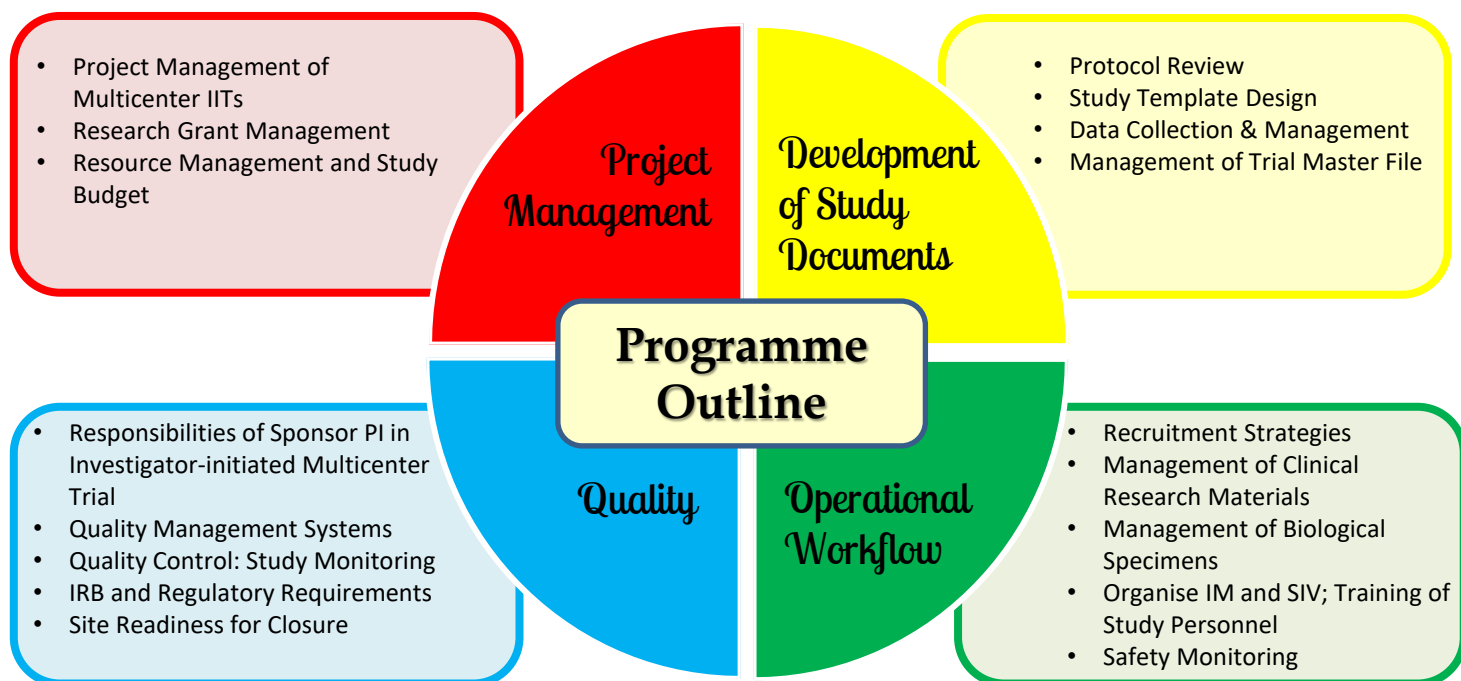 • Project Management of
Multicenter IITs
• Research Grant Management
• Resource Management and Study
Budget
Project
Management
Development
of Study
Documents
• Protocol Review
• Study Template Design
• Data Collection & Management
• Management of Trial Master File
Programme
Outline
• Responsibilities of Sponsor PI in
Investigator-initiated Multicenter
Trial
• Quality Management Systems
• Quality Control: Study Monitoring
• IRB and Regulatory Requirements
• Site Readiness for Closure
Quality
Operational
Workflow
• Recruitment Strategies
• Management of Clinical
Research Materials
• Management of Biological
Specimens
• Organise IM and SIV; Training of
Study Personnel
• Safety Monitoring